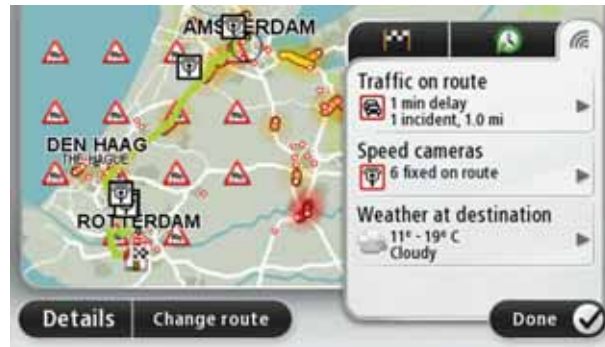 AMSTERDAM
DEN HAAG
THE HAGUE
ROTTERDAM
Traffic on route
1 min delay
1 incident, 1.0 mi
Speed cameras
6 fixed on route
Weather at destination
11° - 19° C
Cloudy
Details
Change route
Done